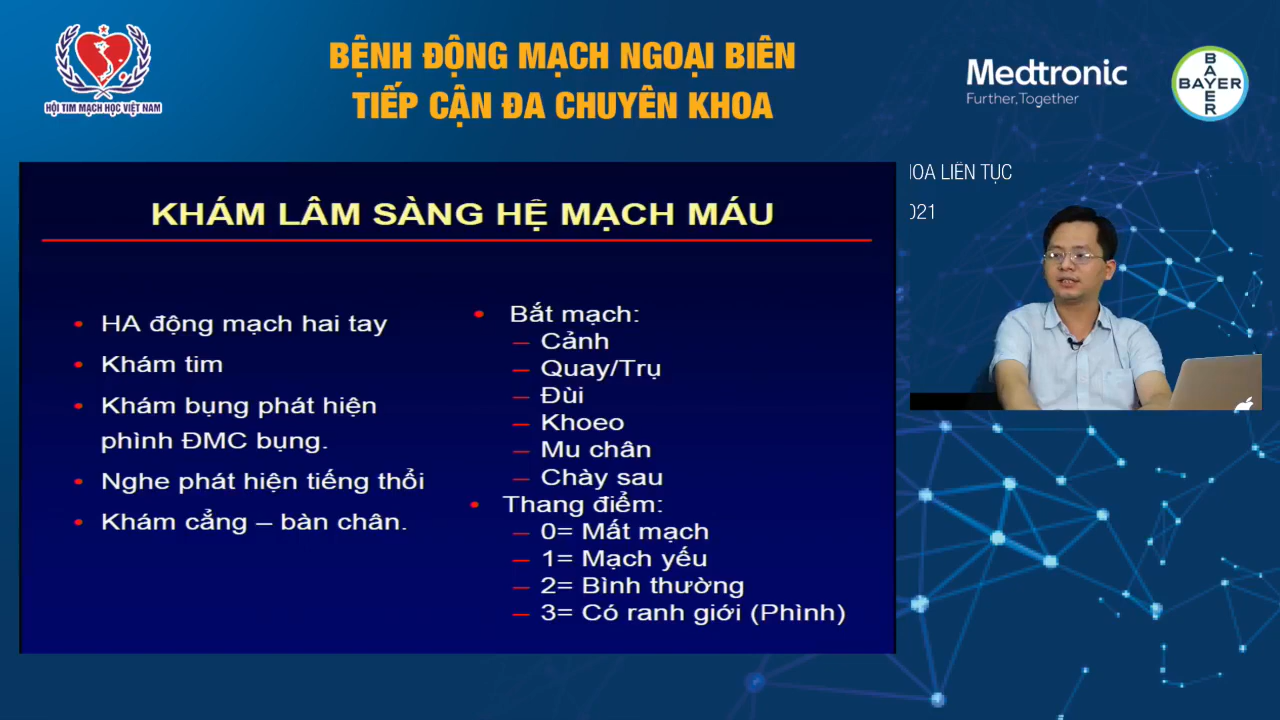 HỘI TIM MẠCH HỌC VIỆT NAM
BỆNH ĐỘNG MẠCH NGOẠI BIÊN
TIẾP CẬN ĐA CHUYÊN KHOA
Medtronic
Further, Together
BAYER
BAYER
KHÁM LÂM SÀNG HỆ MẠCH MÁU
• HA động mạch hai tay
• Khám tim
• Khám bụng phát hiện
phình ĐMC bụng.
• Nghe phát hiện tiếng thổi
• Khám cẳng – bàn chân.
• Bắt mạch:
– Cảnh
– Quay/Trụ
– Đùi
– Khoeo
– Mu chân
– Chày sau
• Thang điểm:
– 0= Mất mạch
– 1= Mạch yếu
– 2= Bình thường
– 3= Có ranh giới (Phình)
LIÊN TỤC